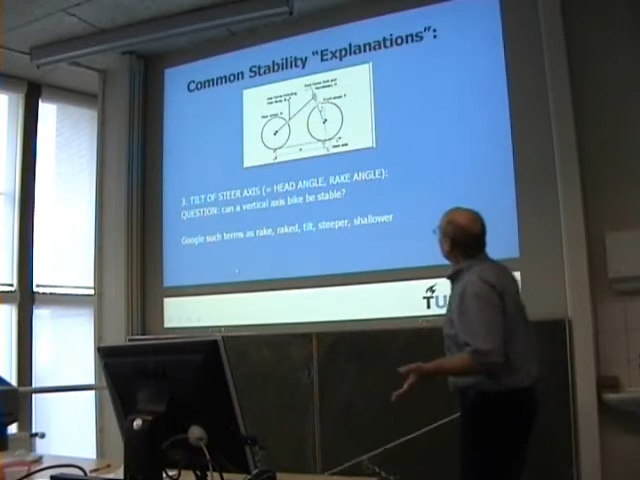 Common Stability "Explanations":
3. TILT OF STEER AXIS (= HEAD ANGLE, RAKE ANGLE):
QUESTION: can a vertical axis bike be stable?
Google such terms as rake, raked, tilt, steeper, shallower
TU